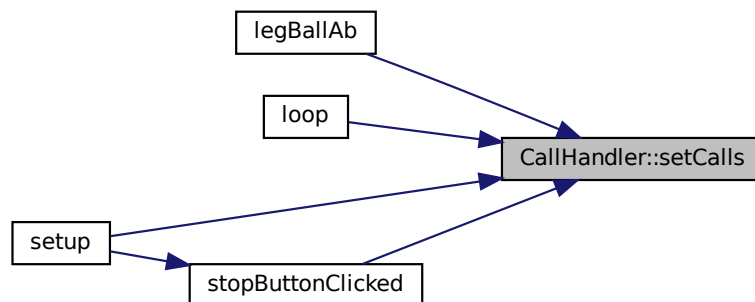 legBallAb
loop
CallHandler::setCalls
setup
stopButtonClicked